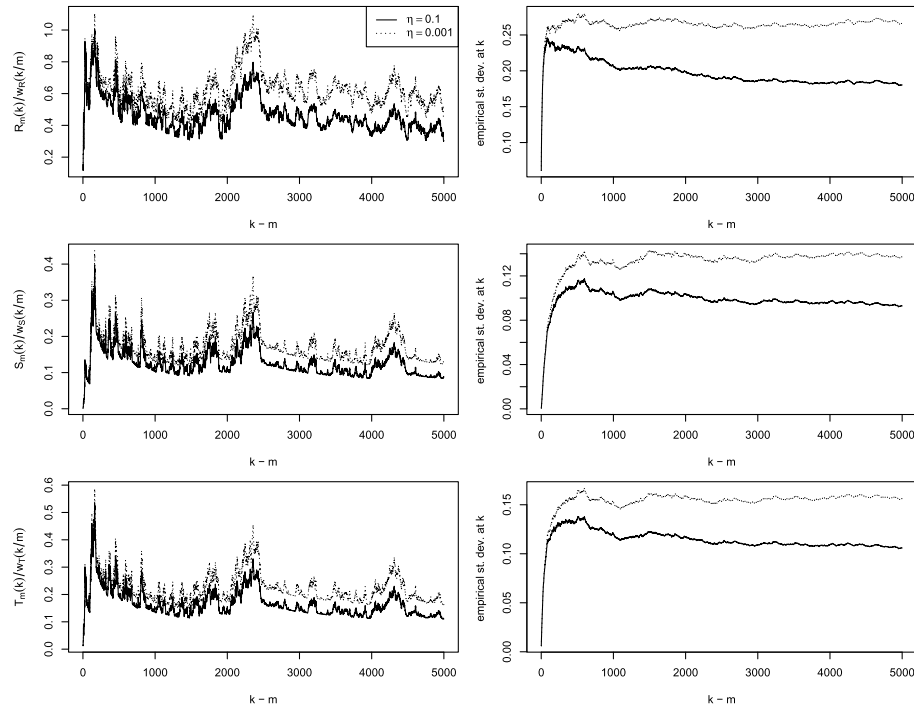 R_m(k)/w_R(k/m)
0.2 0.4 0.6 0.8 1.0
η = 0.1
η = 0.001
0 1000 2000 3000 4000 5000
k − m
empirical st. dev. at k
0.10 0.15 0.20 0.25
0 1000 2000 3000 4000 5000
k − m
S_m(k)/w_S(k/m)
0.0 0.1 0.2 0.3 0.4
0 1000 2000 3000 4000 5000
k − m
empirical st. dev. at k
0.00 0.04 0.08 0.12
0 1000 2000 3000 4000 5000
k − m
T_m(k)/w_T(k/m)
0.0 0.1 0.2 0.3 0.4 0.5 0.6
0 1000 2000 3000 4000 5000
k − m
empirical st. dev. at k
0.00 0.05 0.10 0.15
0 1000 2000 3000 4000 5000
k − m